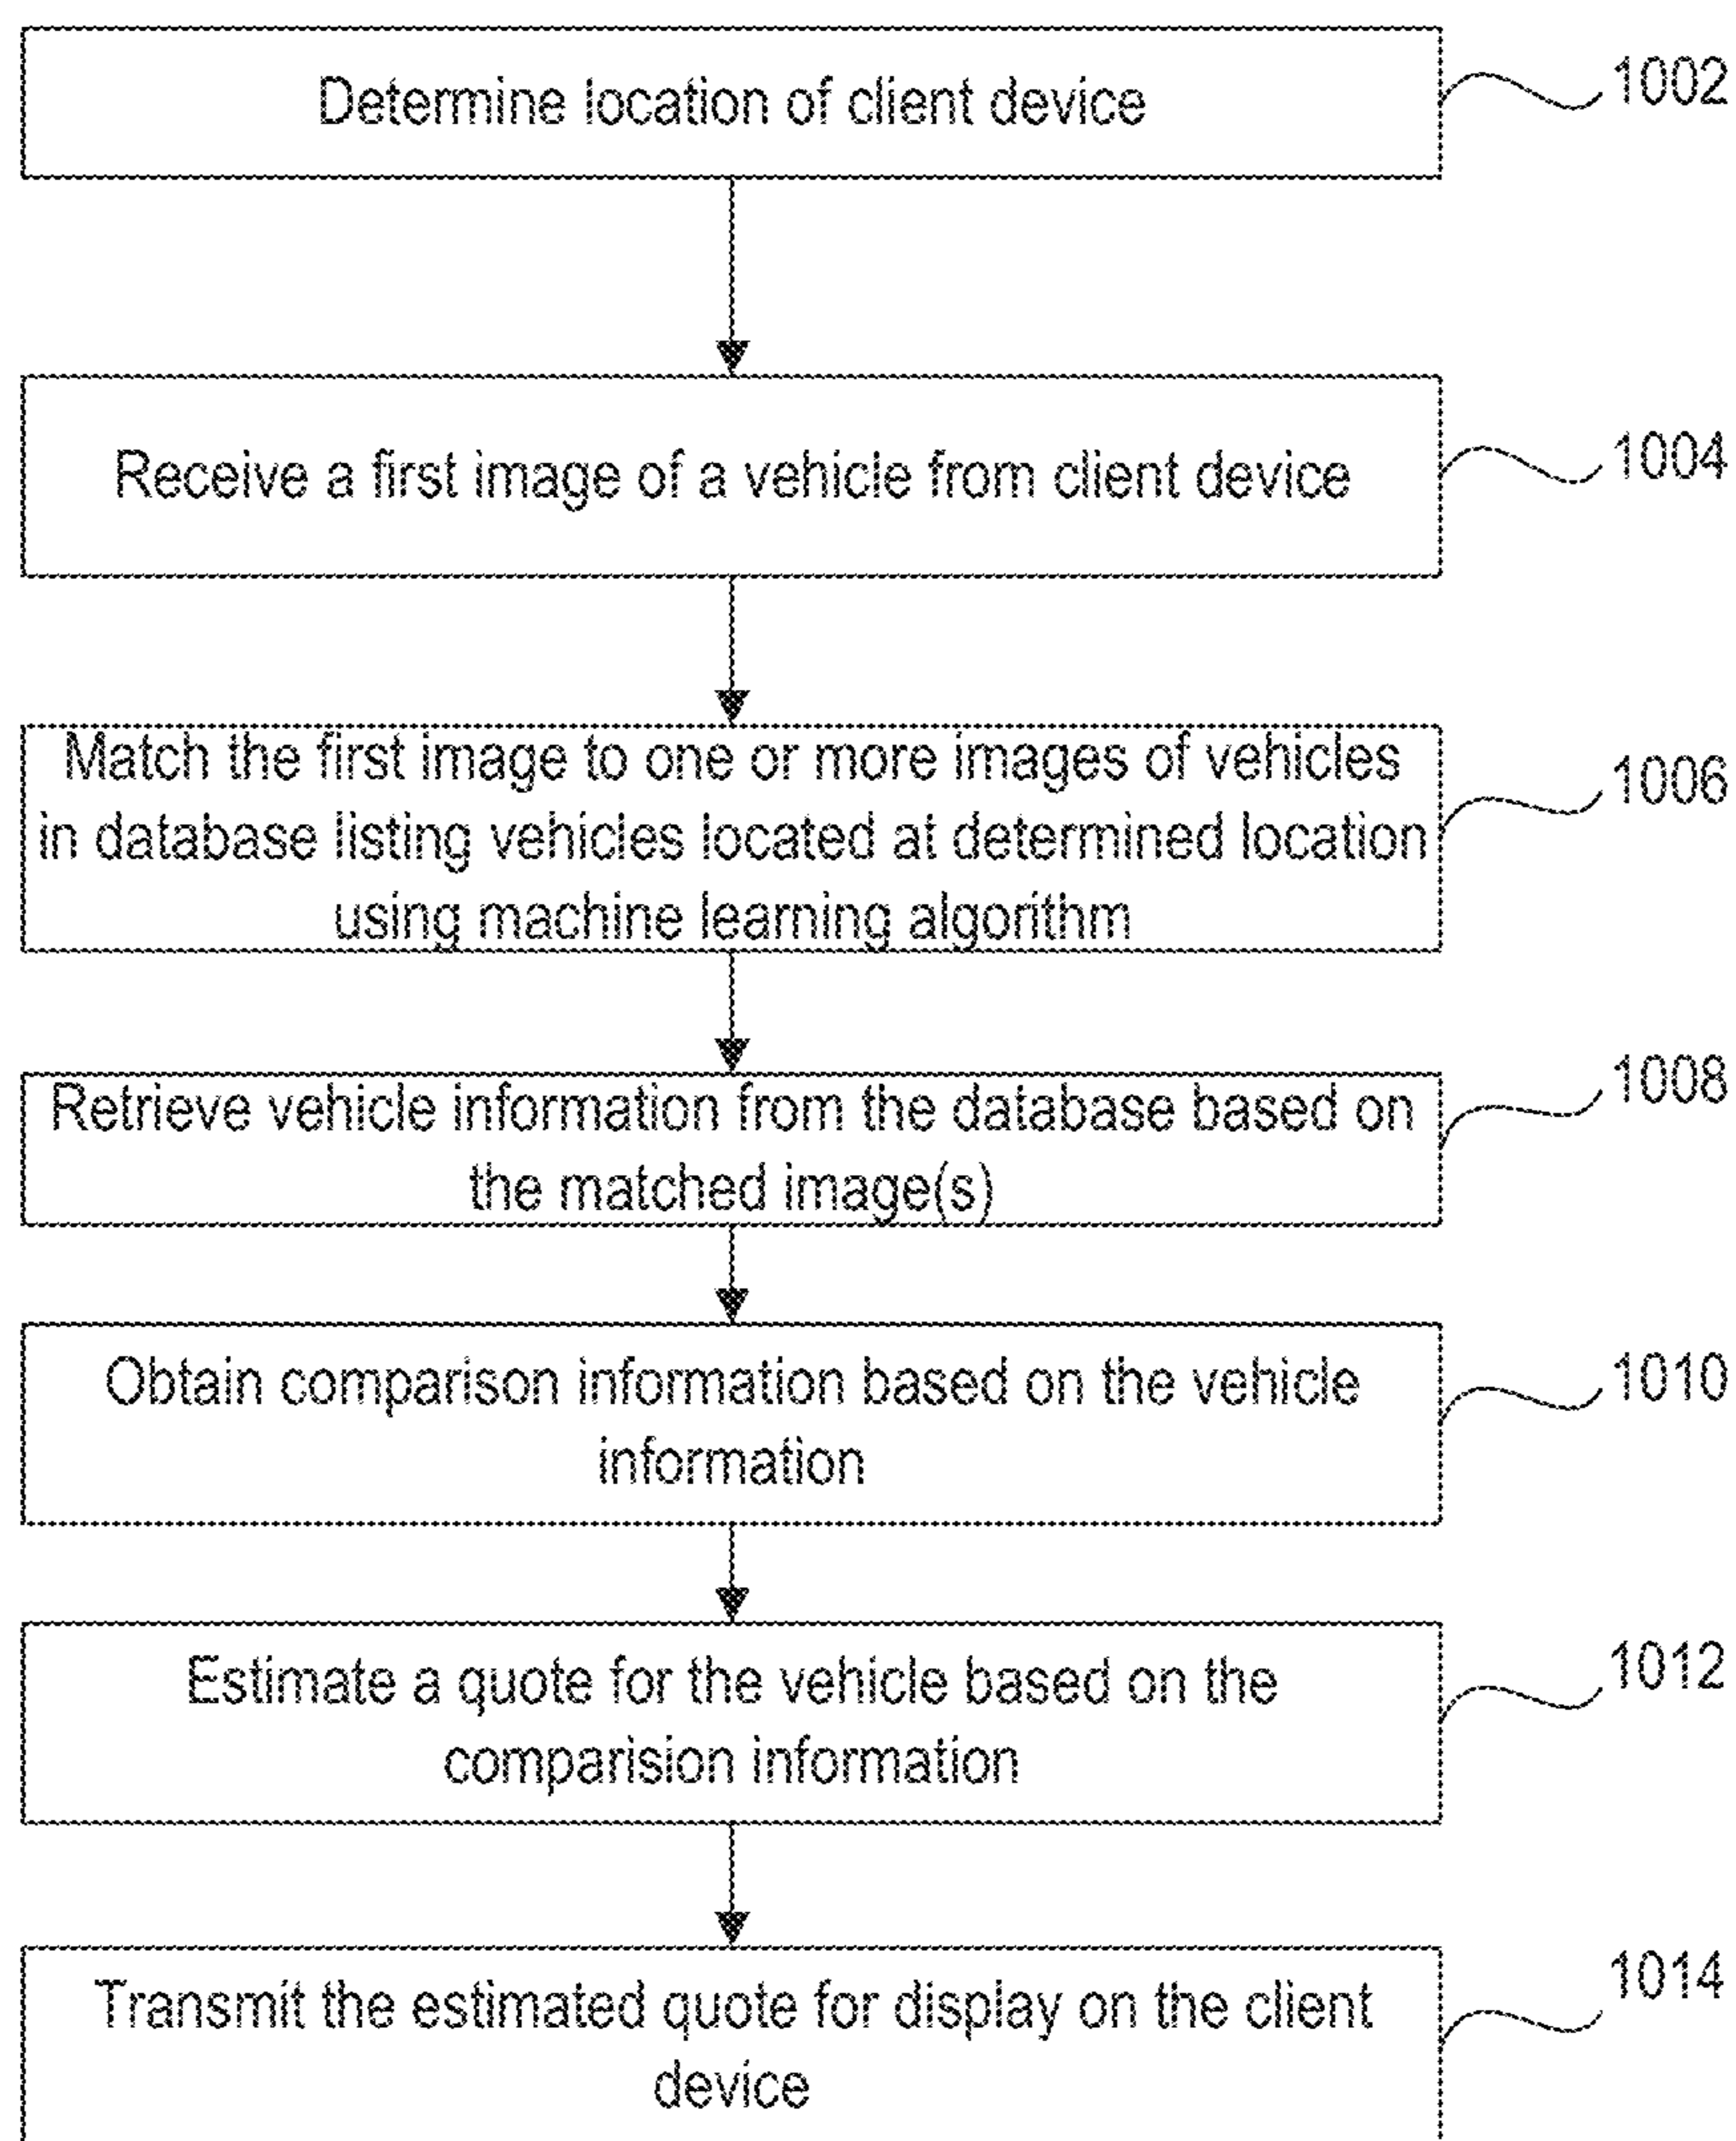 Determine location of client device
1002
Receive a first image of a vehicle from client device
1004
Match the first image to one or more images of vehicles
in database listing vehicles located at determined location
using machine learning algorithm
1006
Retrieve vehicle information from the database based on
the matched image(s)
1008
Obtain comparison information based on the vehicle
information
1010
Estimate a quote for the vehicle based on the
comparision information
1012
Transmit the estimated quote for display on the client
device
1014